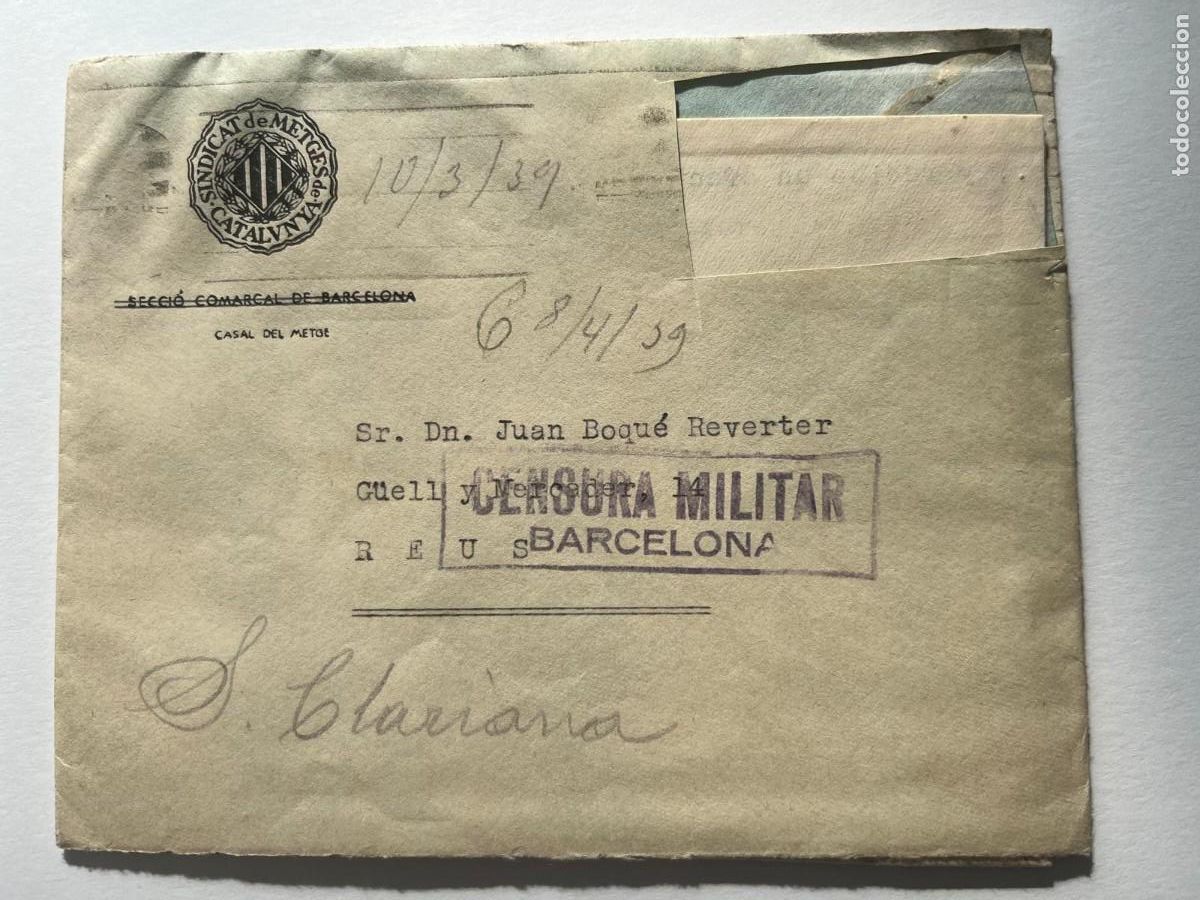 SINDICAT de METGES de CATALVNYA
10/3/39
SECCIÓ COMARCAL DE BARCELONA
CASAL DEL METGE
C 8/4/39
Sr. Dn. Juan Boqué Reverter
Güell y Mercader, 14
CENSURA MILITAR
R E U S
BARCELONA
S. Clariana
todocoleccion